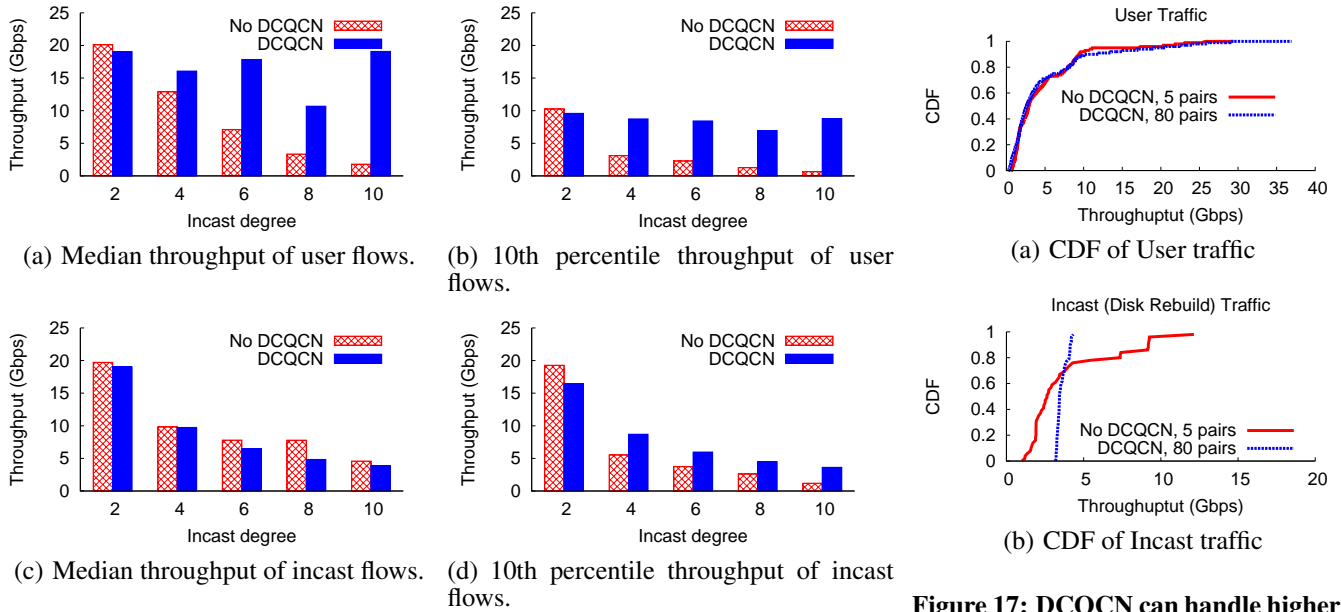 No DCQCN
DCQCN
Throughput (Gbps)
25
20
15
10
5
0
2 4 6 8 10
Incast degree
(a) Median throughput of user flows.
No DCQCN
DCQCN
Throughput (Gbps)
25
20
15
10
5
0
2 4 6 8 10
Incast degree
(b) 10th percentile throughput of user
flows.
No DCQCN
DCQCN
Throughput (Gbps)
25
20
15
10
5
0
2 4 6 8 10
Incast degree
(c) Median throughput of incast flows.
No DCQCN
DCQCN
Throughput (Gbps)
25
20
15
10
5
0
2 4 6 8 10
Incast degree
(d) 10th percentile throughput of incast
flows.
User Traffic
CDF
1
0.8
0.6
0.4
0.2
0
No DCQCN, 5 pairs
DCQCN, 80 pairs
0 5 10 15 20 25 30 35 40
Throughuptut (Gbps)
(a) CDF of User traffic
Incast (Disk Rebuild) Traffic
CDF
1
0.8
0.6
0.4
0.2
0
No DCQCN, 5 pairs
DCQCN, 80 pairs
0 5 10 15 20
Throughuptut (Gbps)
(b) CDF of Incast traffic
Figure 17: DCQCN can handle higher